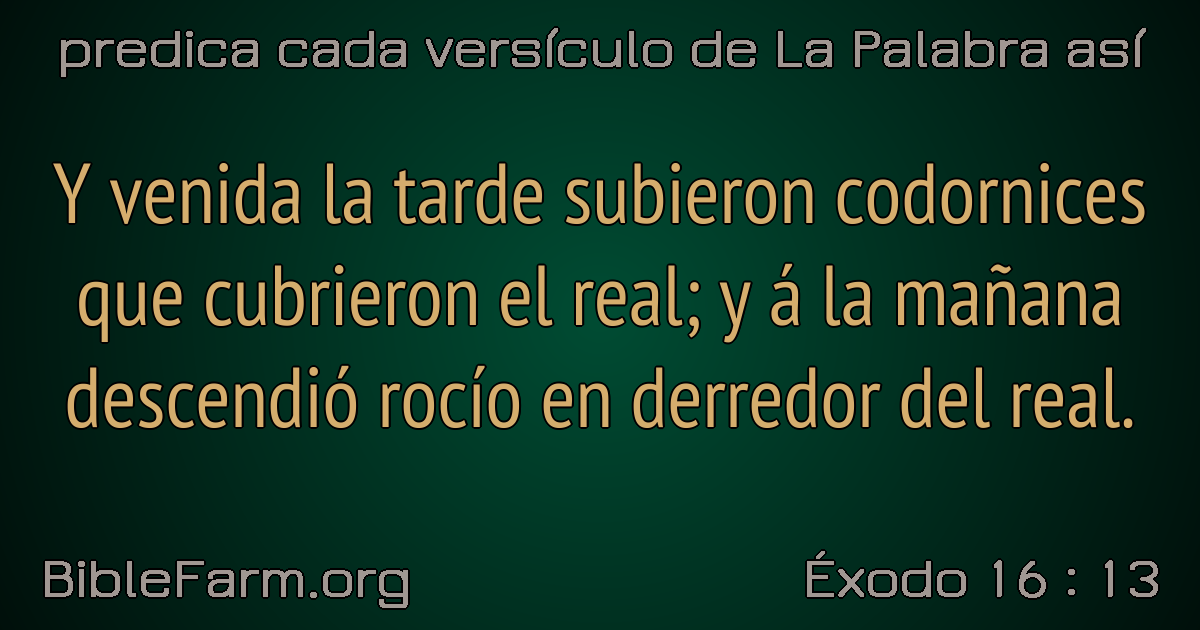 predica cada versículo de La Palabra así
Y venida la tarde subieron codornices
que cubrieron el real; y á la mañana
descendió rocío en derredor del real.
BibleFarm.org
Éxodo 16 : 13